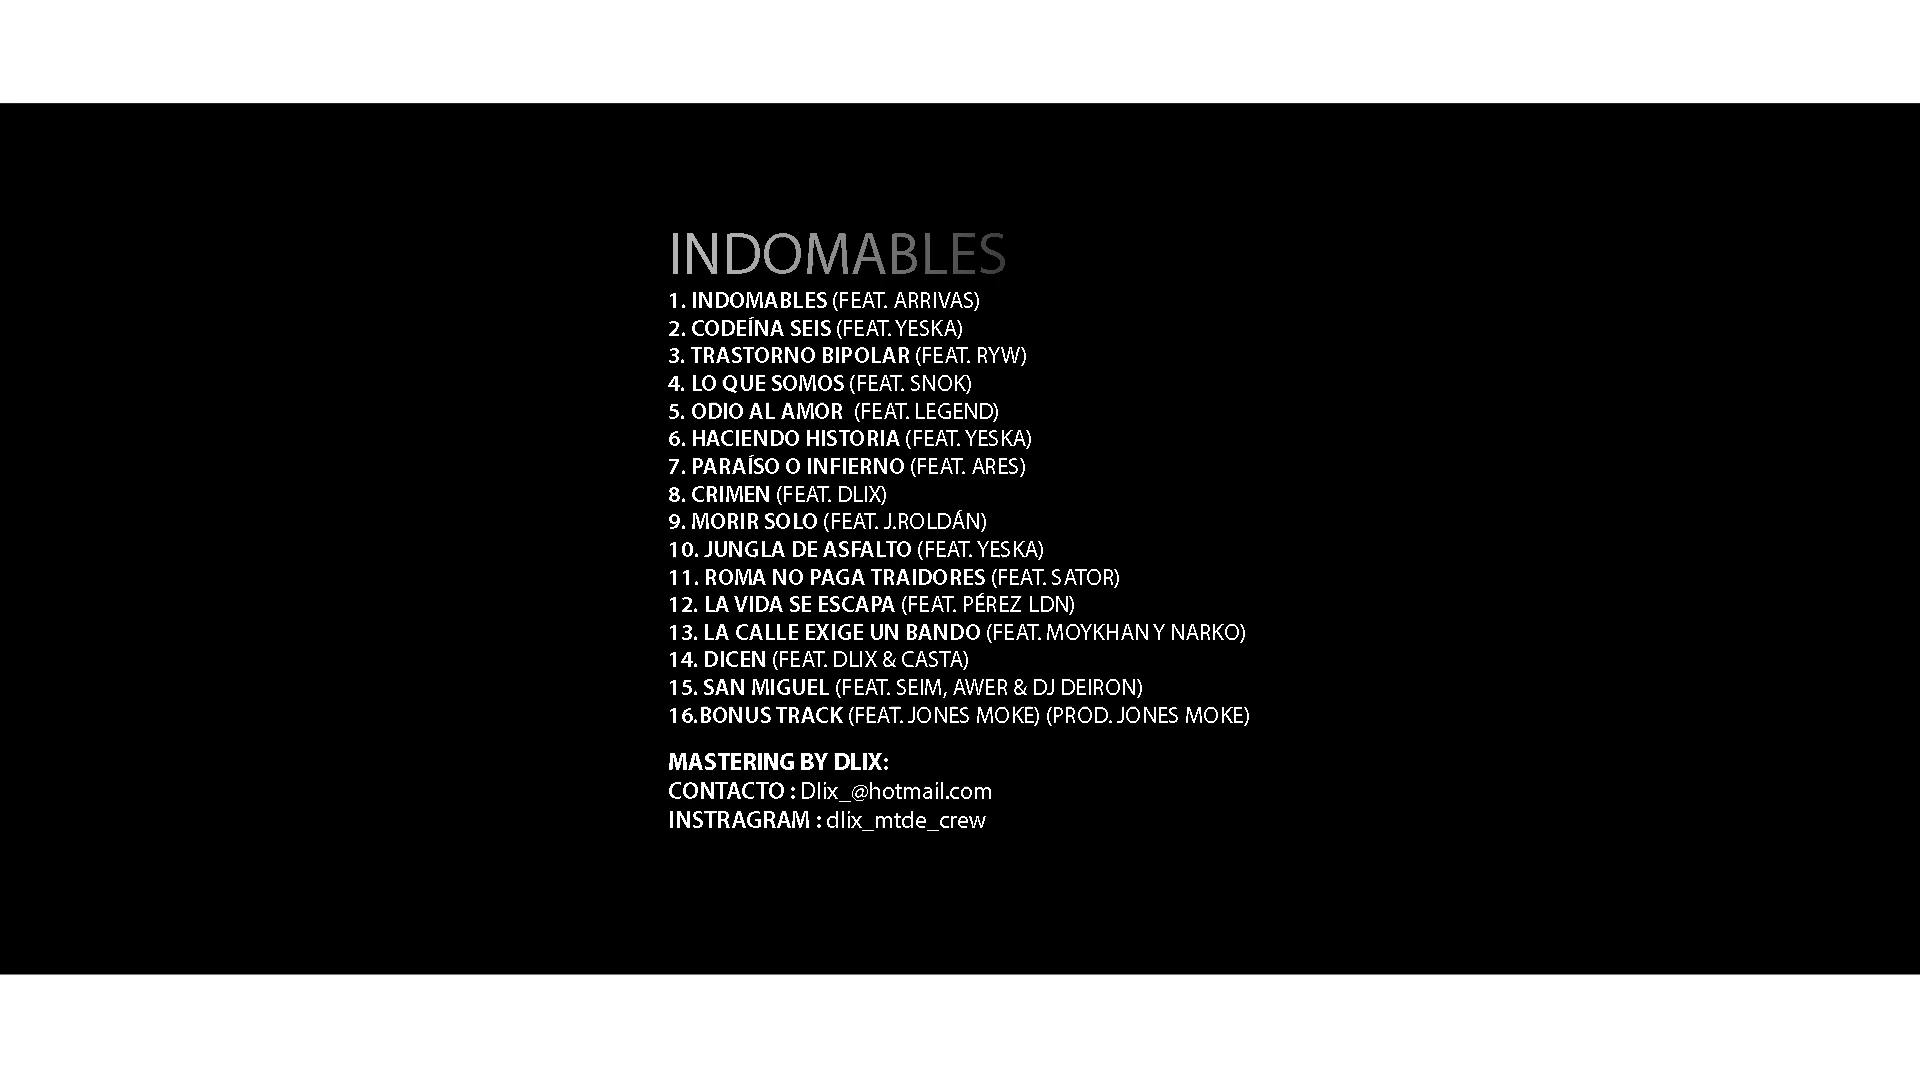 INDOMABLES
1. INDOMABLES (FEAT. ARRIVAS)
2. CODEÍNA SEIS (FEAT. YESKA)
3. TRASTORNO BIPOLAR (FEAT. RYW)
4. LO QUE SOMOS (FEAT. SNOK)
5. ODIO AL AMOR (FEAT. LEGEND)
6. HACIENDO HISTORIA (FEAT. YESKA)
7. PARAÍSO O INFIERNO (FEAT. ARES)
8. CRIMEN (FEAT. DLIX)
9. MORIR SOLO (FEAT. J.ROLDÁN)
10. JUNGLA DE ASFALTO (FEAT. YESKA)
11. ROMA NO PAGA TRAIDORES (FEAT. SATOR)
12. LA VIDA SE ESCAPA (FEAT. PÉREZ LDN)
13. LA CALLE EXIGE UN BANDO (FEAT. MOYKHAN Y NARKO)
14. DICEN (FEAT. DLIX & CASTA)
15. SAN MIGUEL (FEAT. SEIM, AWER & DJ DEIRON)
16.BONUS TRACK (FEAT. JONES MOKE) (PROD. JONES MOKE)
MASTERING BY DLIX:
CONTACTO : Dlix_@hotmail.com
INSTRAGRAM : dlix_mtde_crew